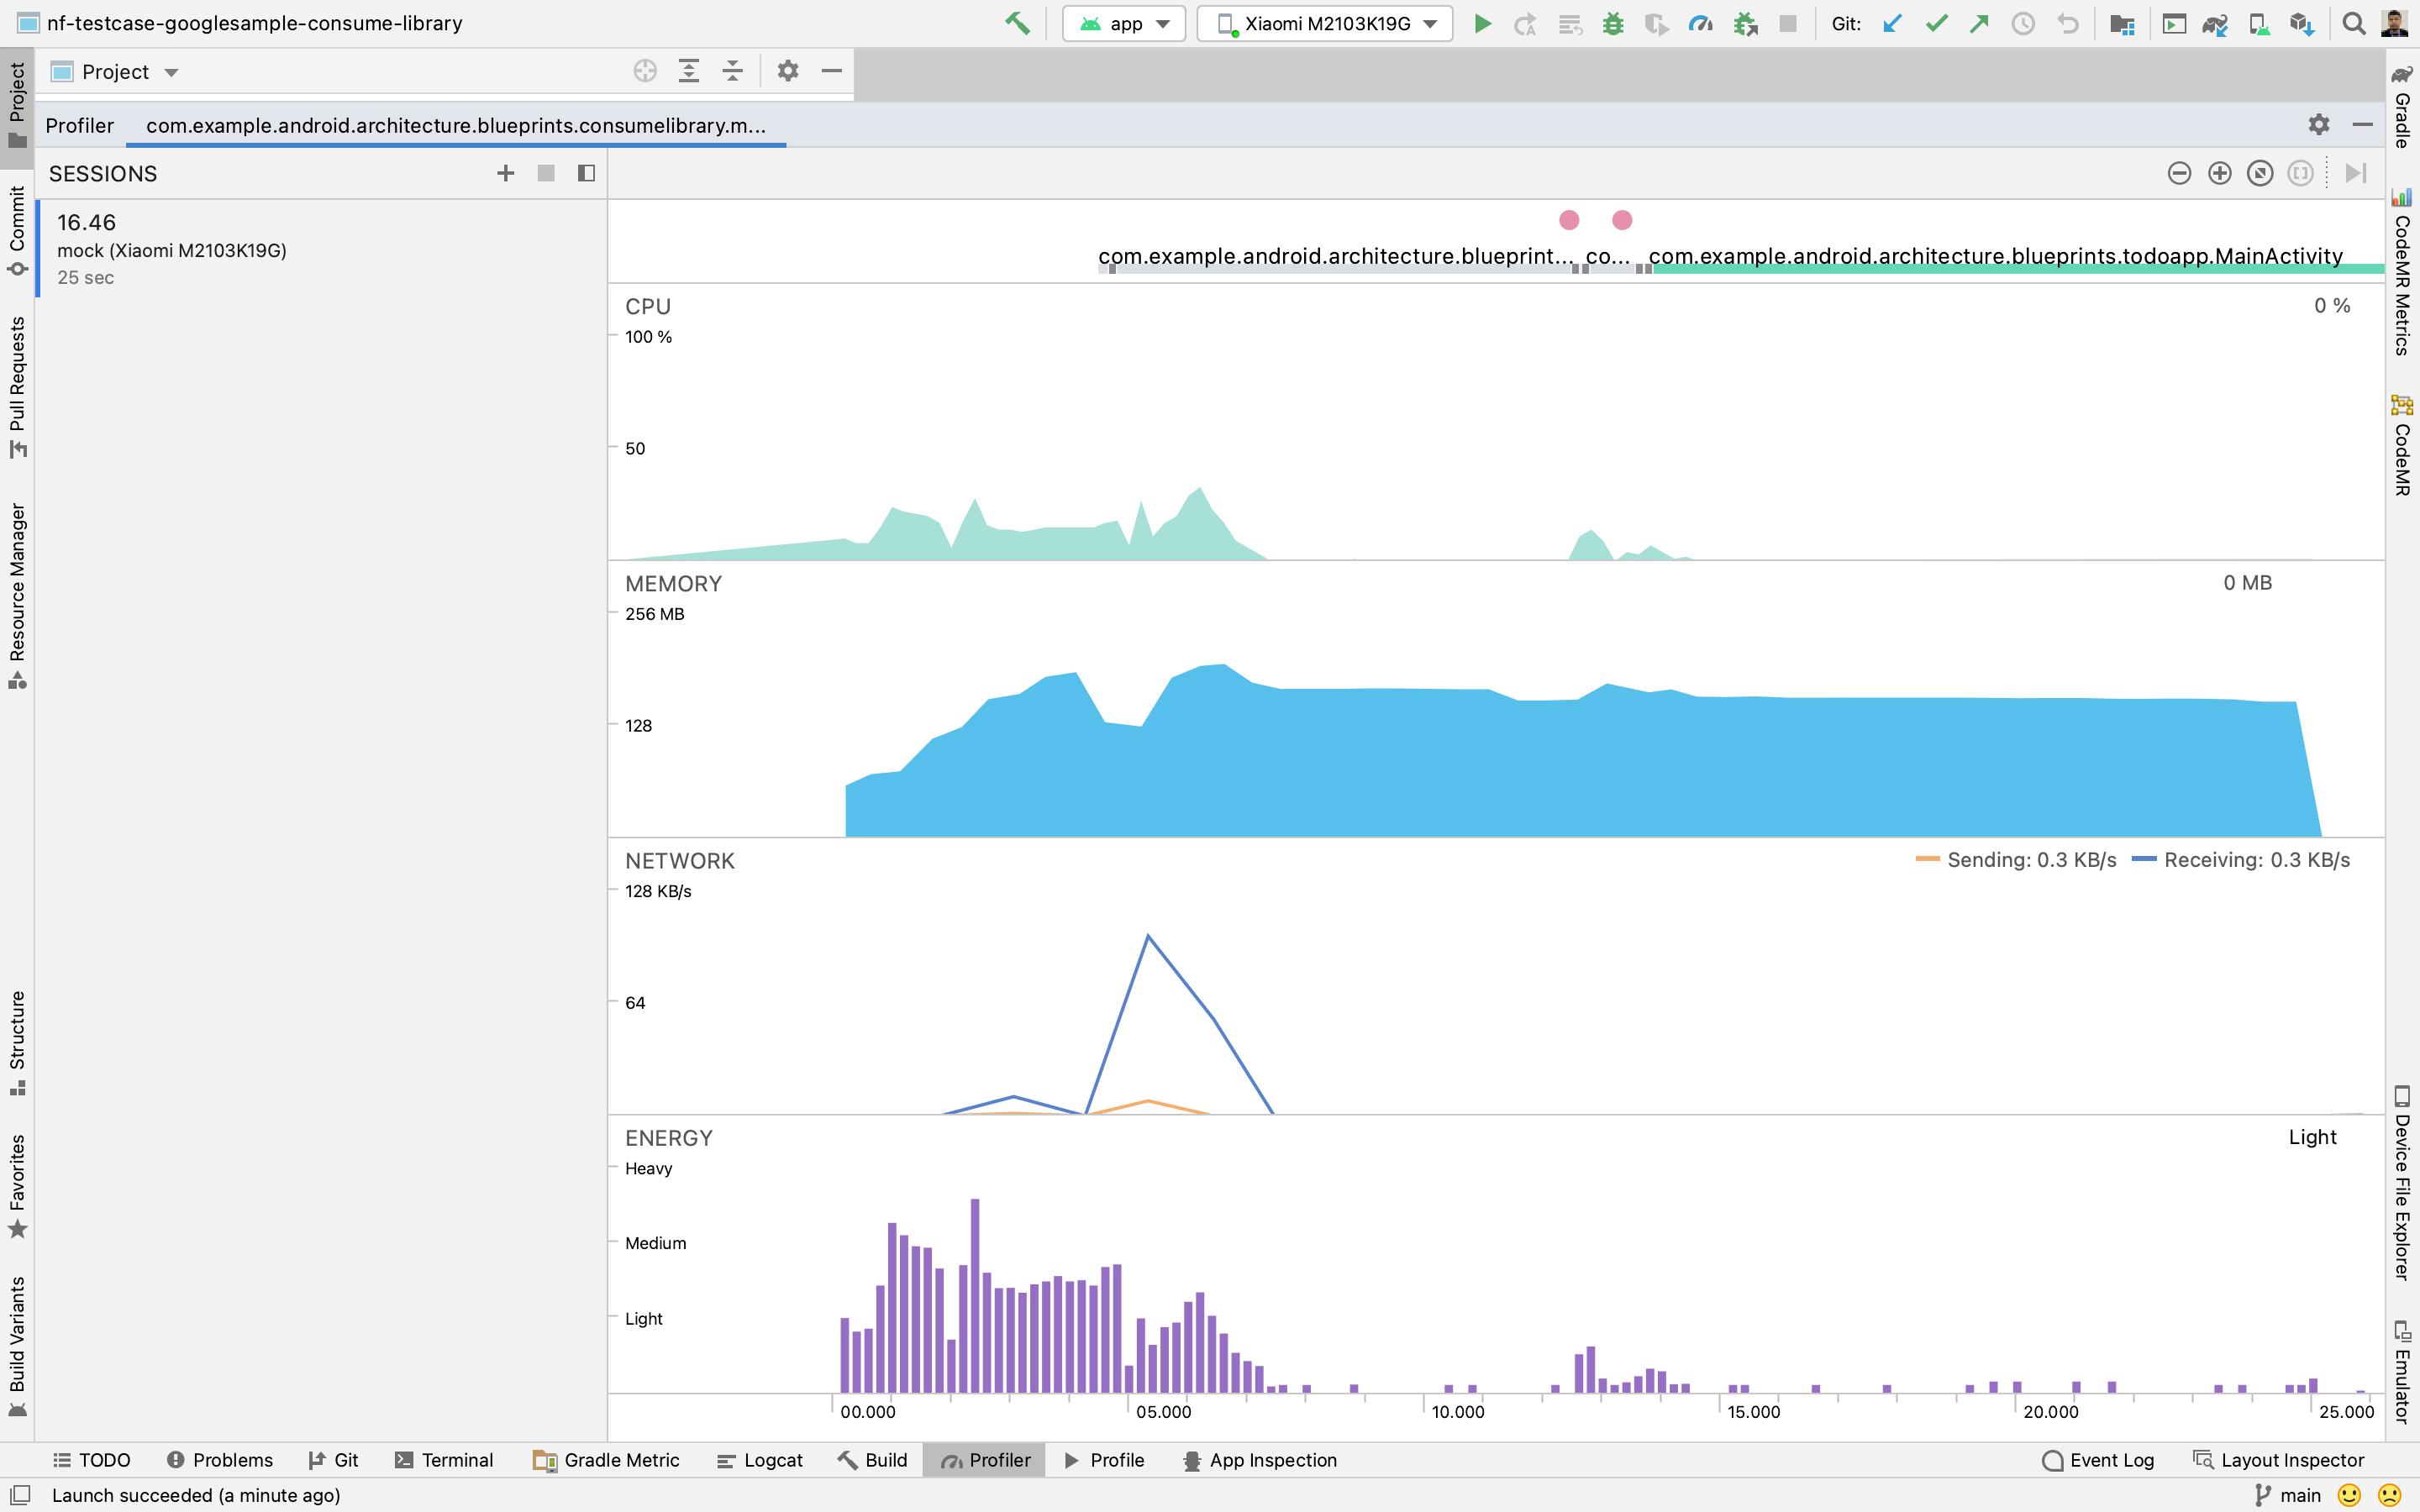 nf-testcase-googlesample-consume-library
app
Xiaomi M2103K19G
Git:
Project
Profiler
com.example.android.architecture.blueprints.consumelibrary.m...
SESSIONS
16.46
mock (Xiaomi M2103K19G)
25 sec
com.example.android.architecture.blueprint...
co...
com.example.android.architecture.blueprints.todoapp.MainActivity
CPU
0 %
100 %
50
MEMORY
0 MB
256 MB
128
NETWORK
Sending: 0.3 KB/s
Receiving: 0.3 KB/s
128 KB/s
64
ENERGY
Light
Heavy
Medium
Light
00.000
05.000
10.000
15.000
20.000
25.000
Project
Commit
Pull Requests
Resource Manager
Structure
Favorites
Build Variants
Gradle
CodeMR Metrics
CodeMR
Device File Explorer
Emulator
TODO
Problems
Git
Terminal
Gradle Metric
Logcat
Build
Profiler
Profile
App Inspection
Event Log
Layout Inspector
Launch succeeded (a minute ago)
main